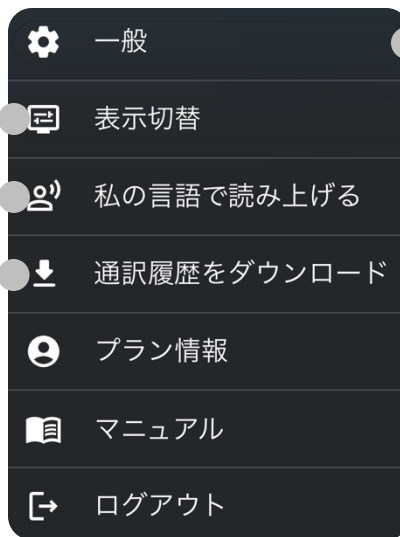 一般
表示切替
私の言語で読み上げる
通訳履歴をダウンロード
プラン情報
マニュアル
ログアウト